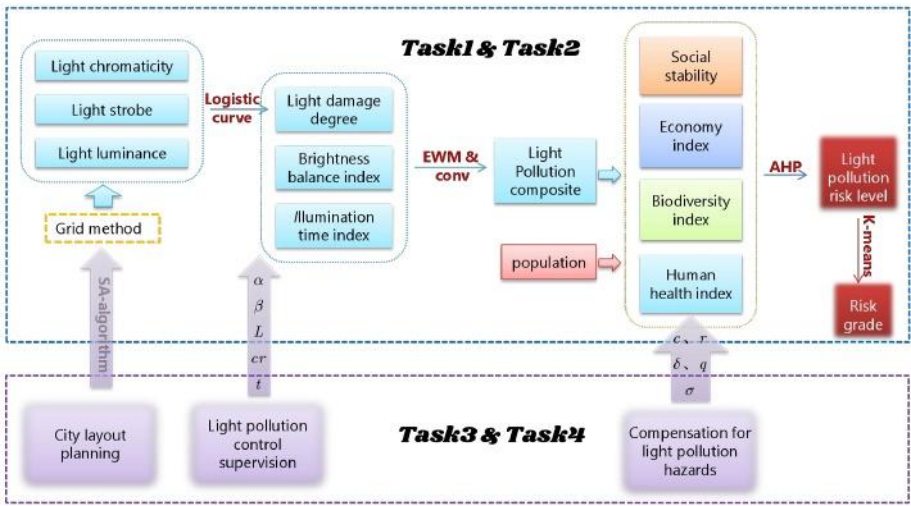 Task1 & Task2
Light chromaticity
Light strobe
Light luminance
Grid method
Logistic
curve
Light damage
degree
Brightness
balance index
/Illumination
time index
EWM &
conv
Light
Pollution
composite
population
Social
stability
Economy
index
Biodiversity
index
Human
health index
AHP
Light
pollution
risk level
K-means
Risk
grade
SA-algorithm
α
β
L
cr
t
c、r
δ、q
σ
Task3 & Task4
City layout
planning
Light pollution
control
supervision
Compensation for
light pollution
hazards